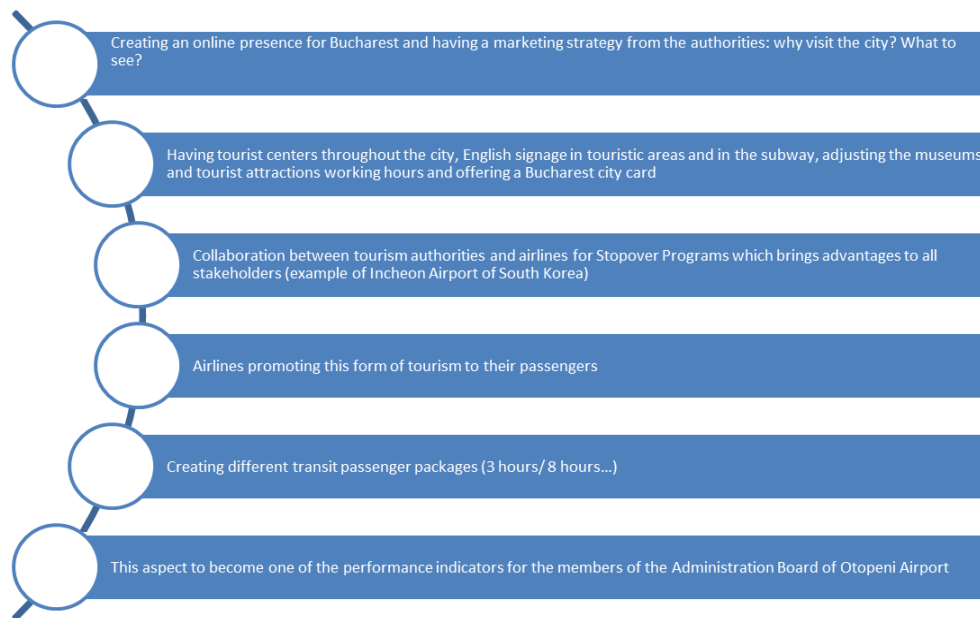 Creating an online presence for Bucharest and having a marketing strategy from the authorities: why visit the city? What to
see?
Having tourist centers throughout the city, English signage in touristic areas and in the subway, adjusting the museums
and tourist attractions working hours and offering a Bucharest city card
Collaboration between tourism authorities and airlines for Stopover Programs which brings advantages to all
stakeholders (example of Incheon Airport of South Korea)
Airlines promoting this form of tourism to their passengers
Creating different transit passenger packages (3 hours/ 8 hours…)
This aspect to become one of the performance indicators for the members of the Administration Board of Otopeni Airport